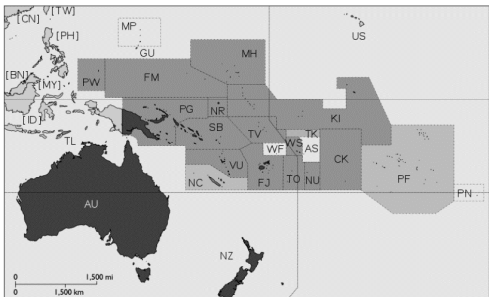 [CN]
[TW]
MP
US
[PH]
GU
MH
[BN]
[MY]
PW
FM
PG
NR
KI
[ID]
SB
TV
TK
TL
WF
WS
AS
VU
CK
NC
FJ
TO
NU
PF
PN
AU
NZ
0 1,500 mi
0 1,500 km